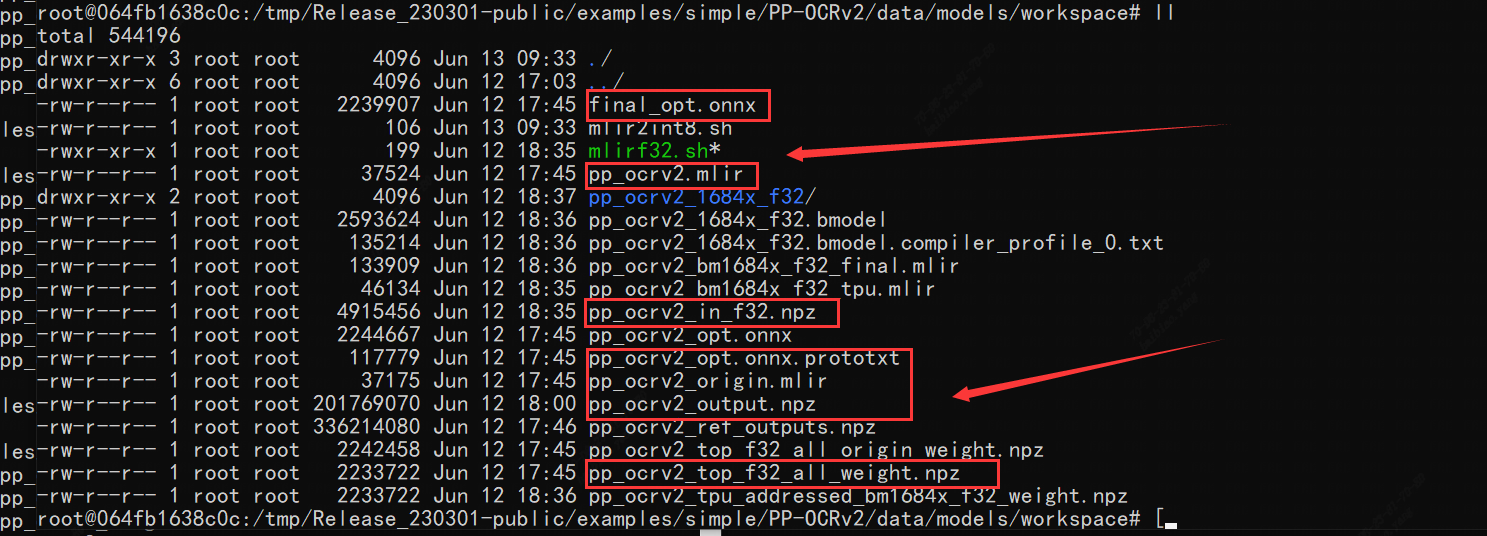 pp_root@064fb1638c0c:/tmp/Release_230301-public/examples/simple/PP-OCRv2/data/models/workspace# ll
pp_total 544196
pp_drwxr-xr-x 3 root root      4096 Jun 13 09:33 ./
pp_drwxr-xr-x 6 root root      4096 Jun 12 17:03 ../
-rw-r--r-- 1 root root   2239907 Jun 12 17:45 final_opt.onnx
les-rw-r--r-- 1 root root       106 Jun 13 09:33 mlir2int8.sh
-rwxr-xr-x 1 root root       199 Jun 12 18:35 mlirf32.sh*
les-rw-r--r-- 1 root root     37524 Jun 12 17:45 pp_ocrv2.mlir
pp_drwxr-xr-x 2 root root      4096 Jun 12 18:37 pp_ocrv2_1684x_f32/
pp_-rw-r--r-- 1 root root   2593624 Jun 12 18:36 pp_ocrv2_1684x_f32.bmodel
pp_-rw-r--r-- 1 root root    135214 Jun 12 18:36 pp_ocrv2_1684x_f32.bmodel.compiler_profile_0.txt
pp_-rw-r--r-- 1 root root    133909 Jun 12 18:36 pp_ocrv2_bm1684x_f32_final.mlir
pp_-rw-r--r-- 1 root root     46134 Jun 12 18:35 pp_ocrv2_bm1684x_f32_tpu.mlir
pp_-rw-r--r-- 1 root root   4915456 Jun 12 18:35 pp_ocrv2_in_f32.npz
pp_-rw-r--r-- 1 root root   2244667 Jun 12 17:45 pp_ocrv2_opt.onnx
pp_-rw-r--r-- 1 root root    117779 Jun 12 17:45 pp_ocrv2_opt.onnx.prototxt
-rw-r--r-- 1 root root     37175 Jun 12 17:45 pp_ocrv2_origin.mlir
les-rw-r--r-- 1 root root 201769070 Jun 12 18:00 pp_ocrv2_output.npz
-rw-r--r-- 1 root root 336214080 Jun 12 17:46 pp_ocrv2_ref_outputs.npz
les-rw-r--r-- 1 root root   2242458 Jun 12 17:45 pp_ocrv2_top_f32_all_origin_weight.npz
pp_-rw-r--r-- 1 root root   2233722 Jun 12 17:45 pp_ocrv2_top_f32_all_weight.npz
pp_-rw-r--r-- 1 root root   2233722 Jun 12 18:36 pp_ocrv2_tpu_addressed_bm1684x_f32_weight.npz
pp_root@064fb1638c0c:/tmp/Release_230301-public/examples/simple/PP-OCRv2/data/models/workspace# [